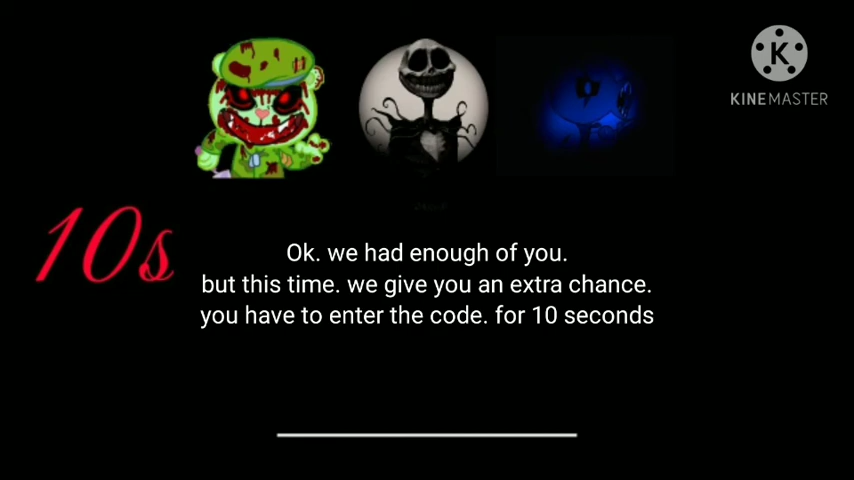 KINEMASTER
10s
Ok. we had enough of you.
but this time. we give you an extra chance.
you have to enter the code. for 10 seconds